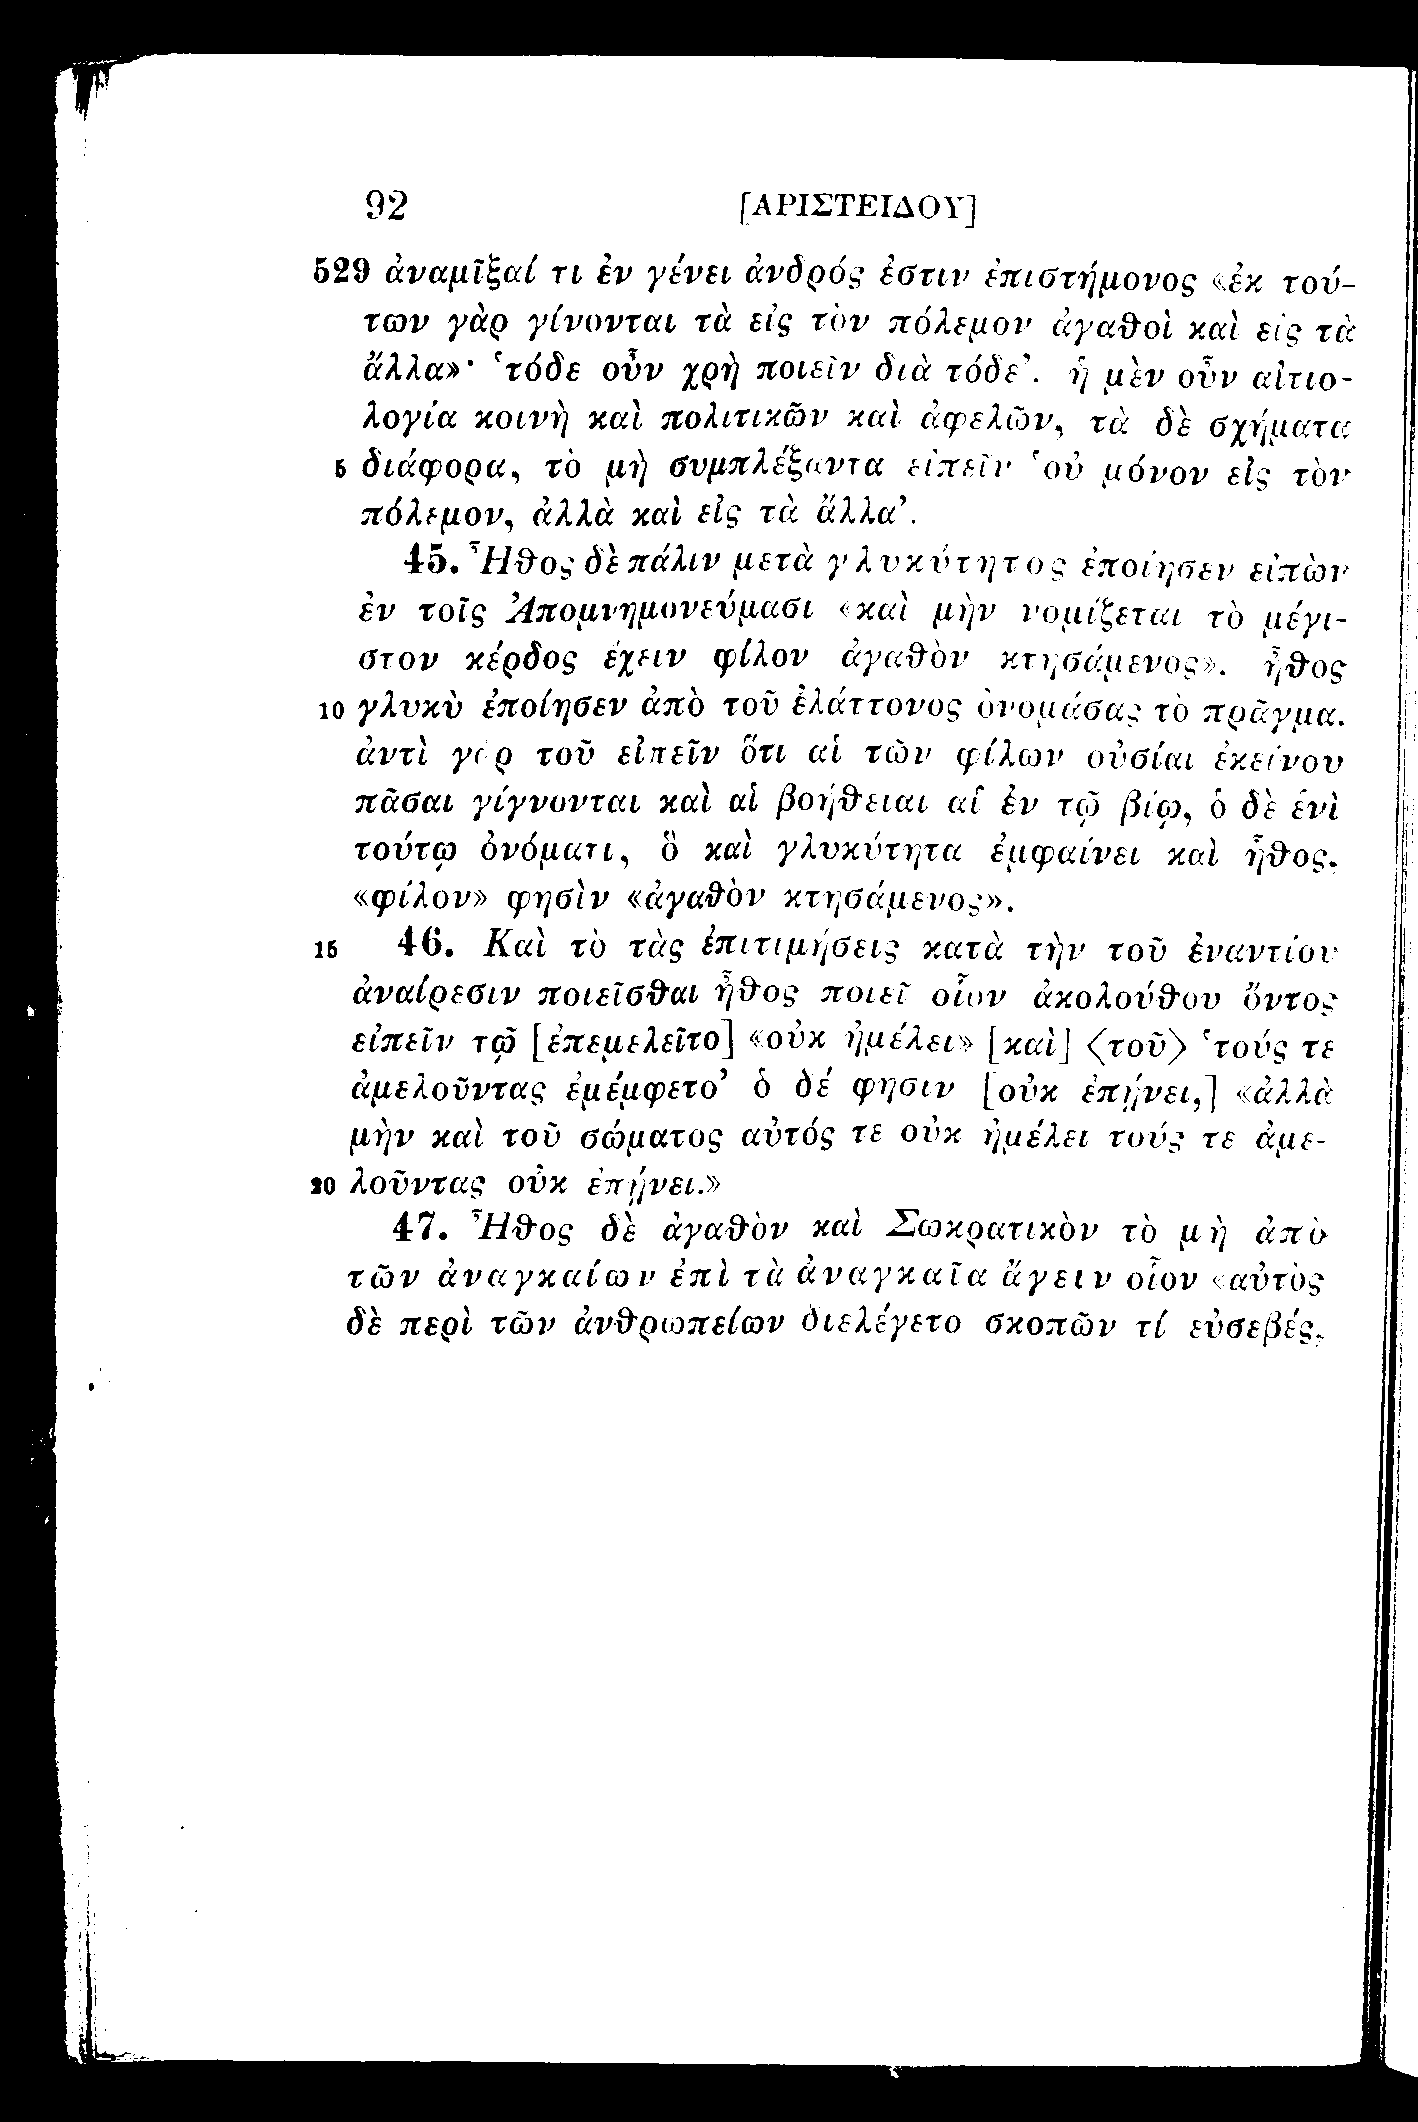 92 [ΑΡΙΣΤΕΙΔΟΥ]
529 ἀναμῖξαί τι ἐν γένει ἀνδρός ἐστιν ἐπιστήμονος «ἐκ τού-
των γὰρ γίνονται τὰ εἰς τὸν πόλεμον ἀγαθοὶ καὶ εἰς τὰ
ἄλλα»· ‘τόδε οὖν χρὴ ποιεῖν διὰ τόδε’. ἡ μὲν οὖν αἰτιο-
λογία κοινὴ καὶ πολιτικῶν καὶ ἀφελῶν, τὰ δὲ σχήματα
5 διάφορα, τὸ μὴ συμπλέξαντα εἰπεῖν ‘οὐ μόνον εἰς τὸν
πόλεμον, ἀλλὰ καὶ εἰς τὰ ἄλλα’.
45. Ἦθος δὲ πάλιν μετὰ γλυκύτητος ἐποίησεν εἰπὼν
ἐν τοῖς Ἀπομνημονεύμασι «καὶ μὴν νομίζεται τὸ μέγι-
στον κέρδος ἔχειν φίλον ἀγαθὸν κτησάμενος». ἦθος
10 γλυκὺ ἐποίησεν ἀπὸ τοῦ ἐλάττονος ὀνομάσας τὸ πρᾶγμα.
ἀντὶ γὰρ τοῦ εἰπεῖν ὅτι αἱ τῶν φίλων οὐσίαι ἐκείνου
πᾶσαι γίγνονται καὶ αἱ βοήθειαι αἱ ἐν τῷ βίῳ, ὁ δὲ ἑνὶ
τούτῳ ὀνόματι, ὃ καὶ γλυκύτητα ἐμφαίνει καὶ ἦθος,
«φίλον» φησὶν «ἀγαθὸν κτησάμενος».
15 46. Καὶ τὸ τὰς ἐπιτιμήσεις κατὰ τὴν τοῦ ἐναντίου
ἀναίρεσιν ποιεῖσθαι ἦθος ποιεῖ οἷον ἀκολούθου ὄντος
εἰπεῖν τῷ [ἐπεμελεῖτο] «οὐκ ἠμέλει» [καὶ] 〈τοῦ〉 ‘τούς τε
ἀμελοῦντας ἐμέμφετο’ ὁ δέ φησιν [οὐκ ἐπῄνει,] «ἀλλὰ
μὴν καὶ τοῦ σώματος αὐτός τε οὐκ ἠμέλει τούς τε ἀμε-
20 λοῦντας οὐκ ἐπῄνει.»
47. Ἦθος δὲ ἀγαθὸν καὶ Σωκρατικὸν τὸ μὴ ἀπὸ
τῶν ἀναγκαίων ἐπὶ τὰ ἀναγκαῖα ἄγειν οἷον «αὐτὸς
δὲ περὶ τῶν ἀνθρωπείων διελέγετο σκοπῶν τί εὐσεβές,